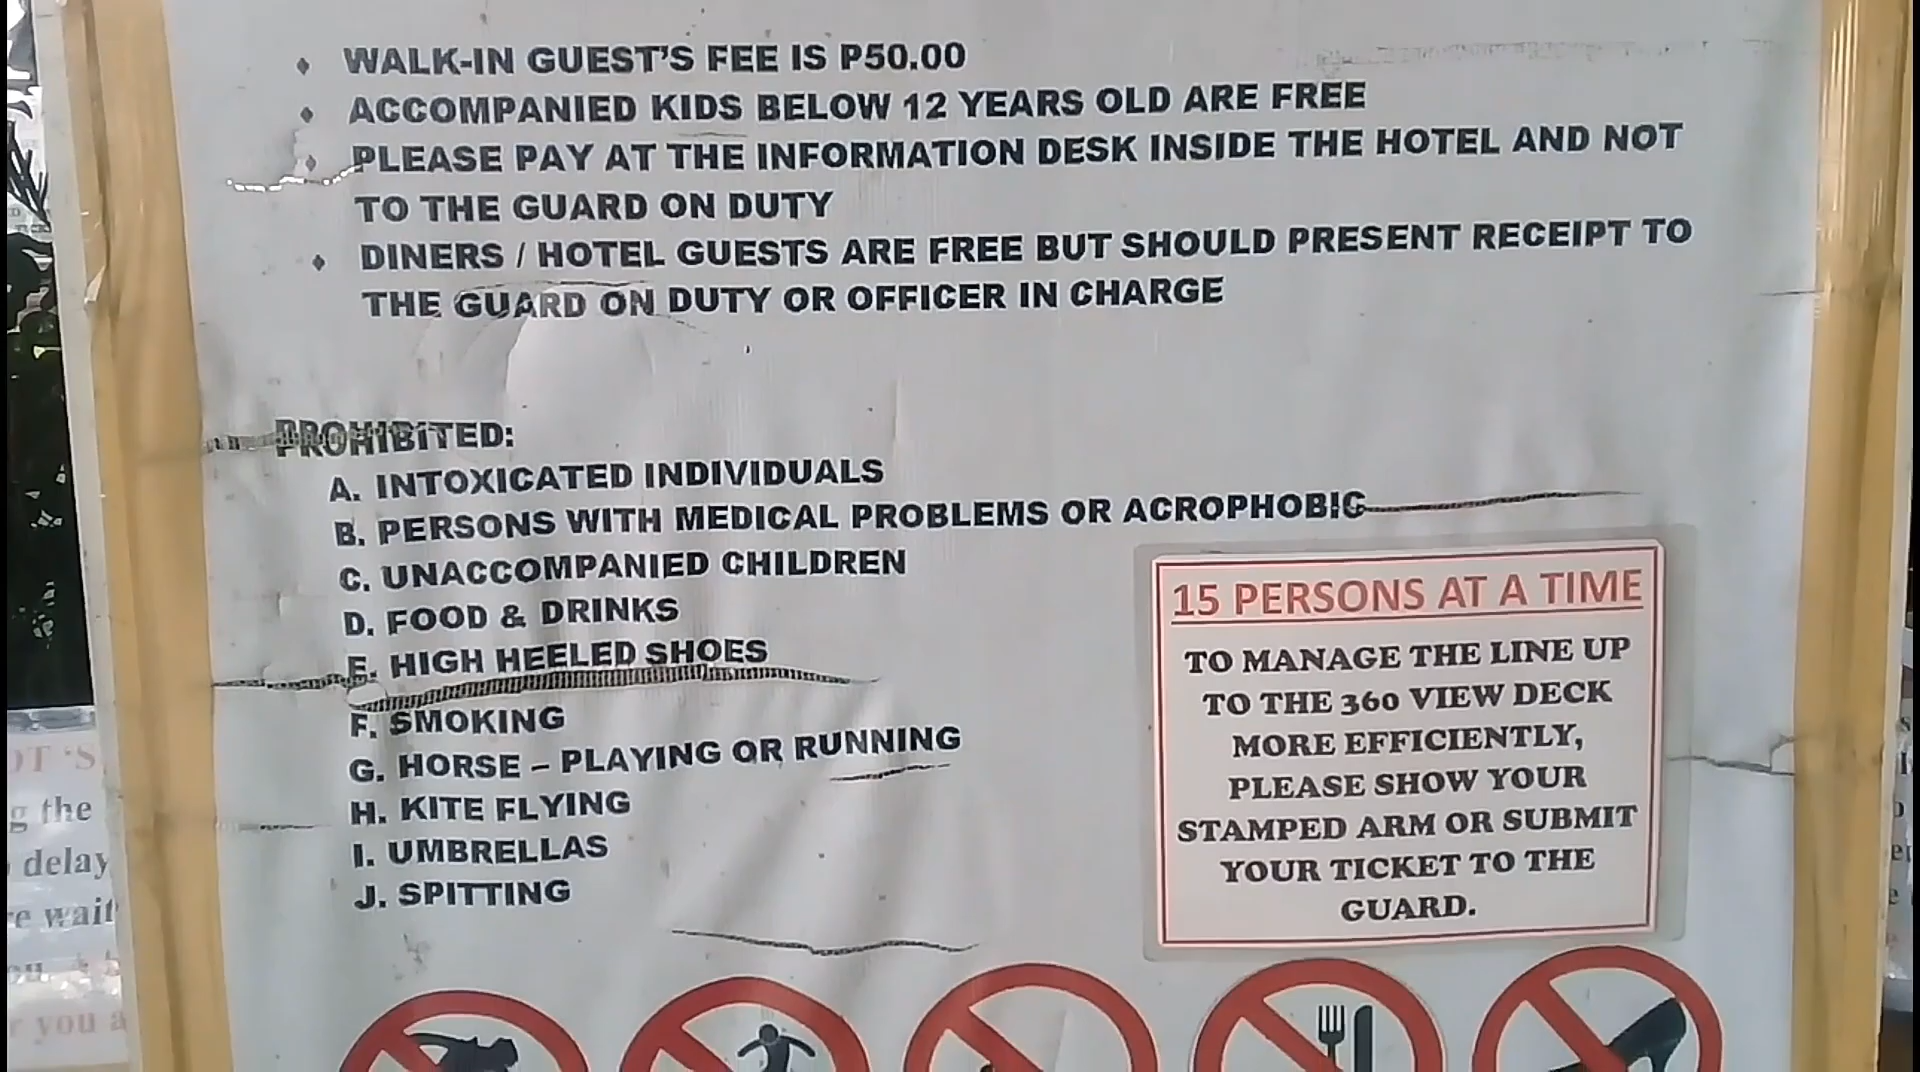 ♦ WALK-IN GUEST'S FEE IS P50.00
♦ ACCOMPANIED KIDS BELOW 12 YEARS OLD ARE FREE
♦ PLEASE PAY AT THE INFORMATION DESK INSIDE THE HOTEL AND NOT
TO THE GUARD ON DUTY
♦ DINERS / HOTEL GUESTS ARE FREE BUT SHOULD PRESENT RECEIPT TO
THE GUARD ON DUTY OR OFFICER IN CHARGE
PROHIBITED:
A. INTOXICATED INDIVIDUALS
B. PERSONS WITH MEDICAL PROBLEMS OR ACROPHOBIC
C. UNACCOMPANIED CHILDREN
D. FOOD & DRINKS
E. HIGH HEELED SHOES
F. SMOKING
G. HORSE – PLAYING OR RUNNING
H. KITE FLYING
I. UMBRELLAS
J. SPITTING
15 PERSONS AT A TIME
TO MANAGE THE LINE UP
TO THE 360 VIEW DECK
MORE EFFICIENTLY,
PLEASE SHOW YOUR
STAMPED ARM OR SUBMIT
YOUR TICKET TO THE
GUARD.
the
delay
wait
you